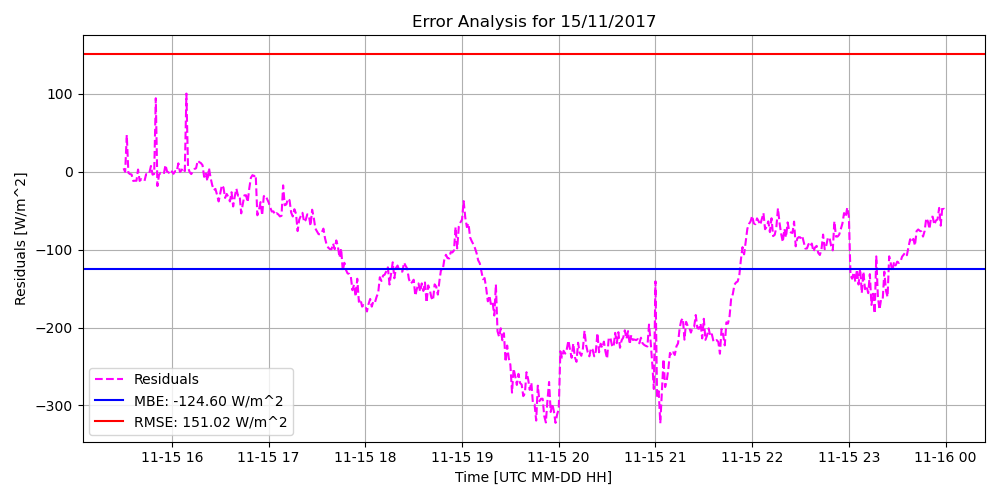 Error Analysis for 15/11/2017
Residuals [W/m^2]
100
0
−100
−200
−300
Residuals
MBE: -124.60 W/m^2
RMSE: 151.02 W/m^2
11-15 16
11-15 17
11-15 18
11-15 19
11-15 20
11-15 21
11-15 22
11-15 23
11-16 00
Time [UTC MM-DD HH]